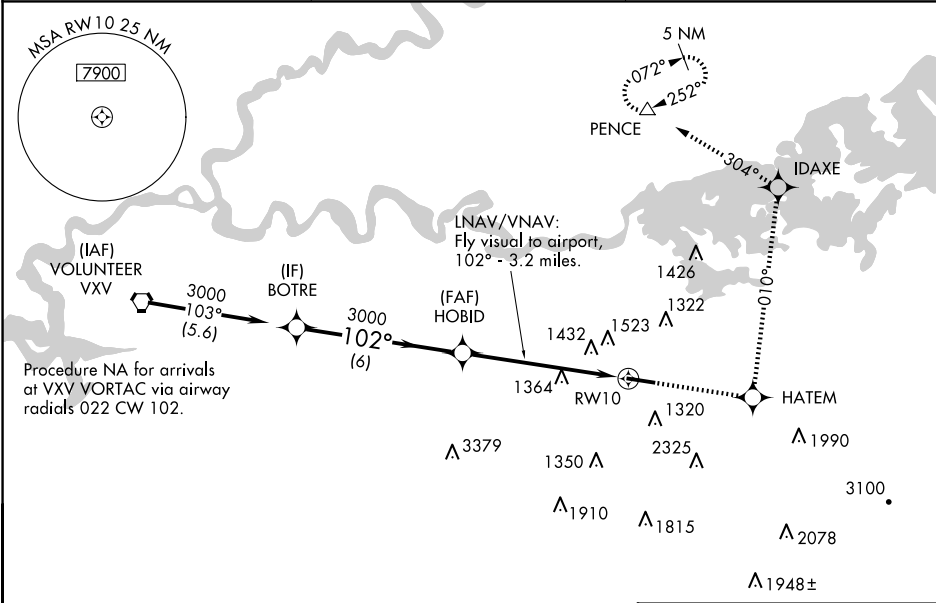 MSA RW10 25 NM
7900
5 NM
072°
252°
PENCE
304°
IDAXE
LNAV/VNAV:
Fly visual to airport,
102° - 3.2 miles.
(IAF)
VOLUNTEER
VXV
3000
103°
(5.6)
(IF)
BOTRE
3000
102°
(6)
(FAF)
HOBID
1426
010°
1322
1432
1523
Procedure NA for arrivals
at VXV VORTAC via airway
radials 022 CW 102.
1364
RW10
HATEM
1320
3379
1350
2325
1990
1910
1815
3100
2078
1948±